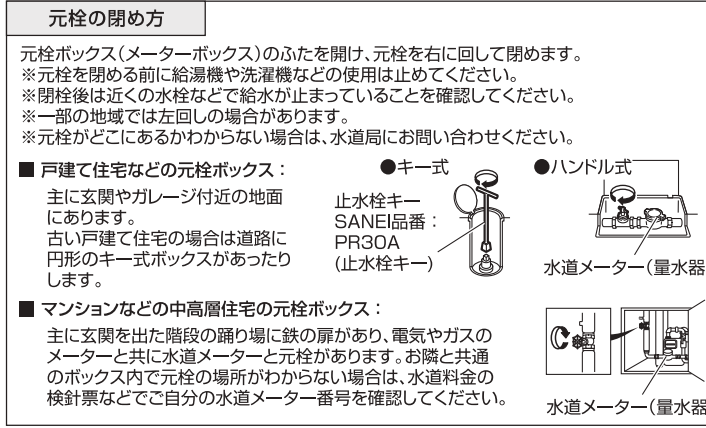 元栓の閉め方
元栓ボックス(メーターボックス)のふたを開け、元栓を右に回して閉めます。
※元栓を閉める前に給湯機や洗濯機などの使用は止めてください。
※閉栓後は近くの水栓などで給水が止まっていることを確認してください。
※一部の地域では左回しの場合があります。
※元栓がどこにあるかわからない場合は、水道局にお問い合わせください。
■ 戸建て住宅などの元栓ボックス:
主に玄関やガレージ付近の地面
にあります。
古い戸建て住宅の場合は道路に
円形のキー式ボックスがあったり
します。
●キー式
止水栓キー
SANEI品番:
PR30A
(止水栓キー)
●ハンドル式
水道メーター(量水器
■ マンションなどの中高層住宅の元栓ボックス:
主に玄関を出た階段の踊り場に鉄の扉があり、電気やガスの
メーターと共に水道メーターと元栓があります。お隣と共通
のボックス内で元栓の場所がわからない場合は、水道料金の
検針票などでご自分の水道メーター番号を確認してください。
水道メーター(量水器